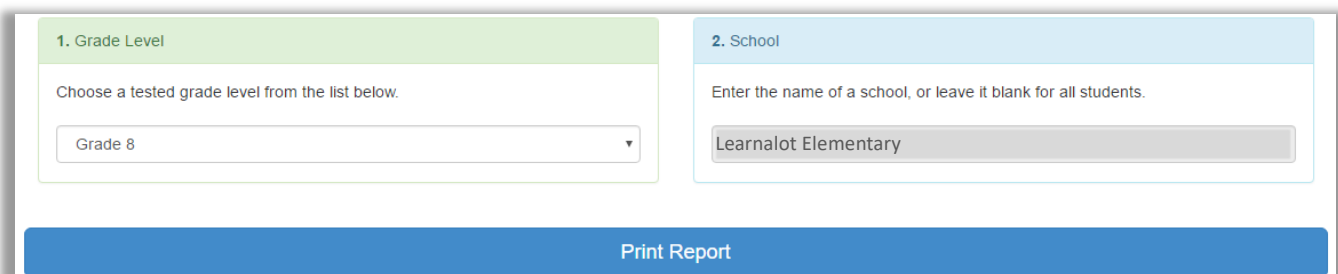 1. Grade Level
Choose a tested grade level from the list below.
Grade 8
2. School
Enter the name of a school, or leave it blank for all students.
Learnalot Elementary
Print Report